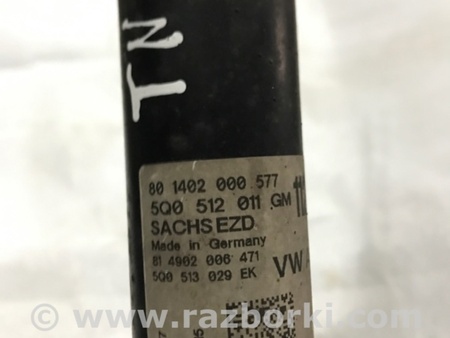 TN
80 1402 000 577
5Q0 512 011 GM
SACHS EZD
Made in Germany
81 4902 006 471
5Q0 513 029 EK VW
© www.razborki.com